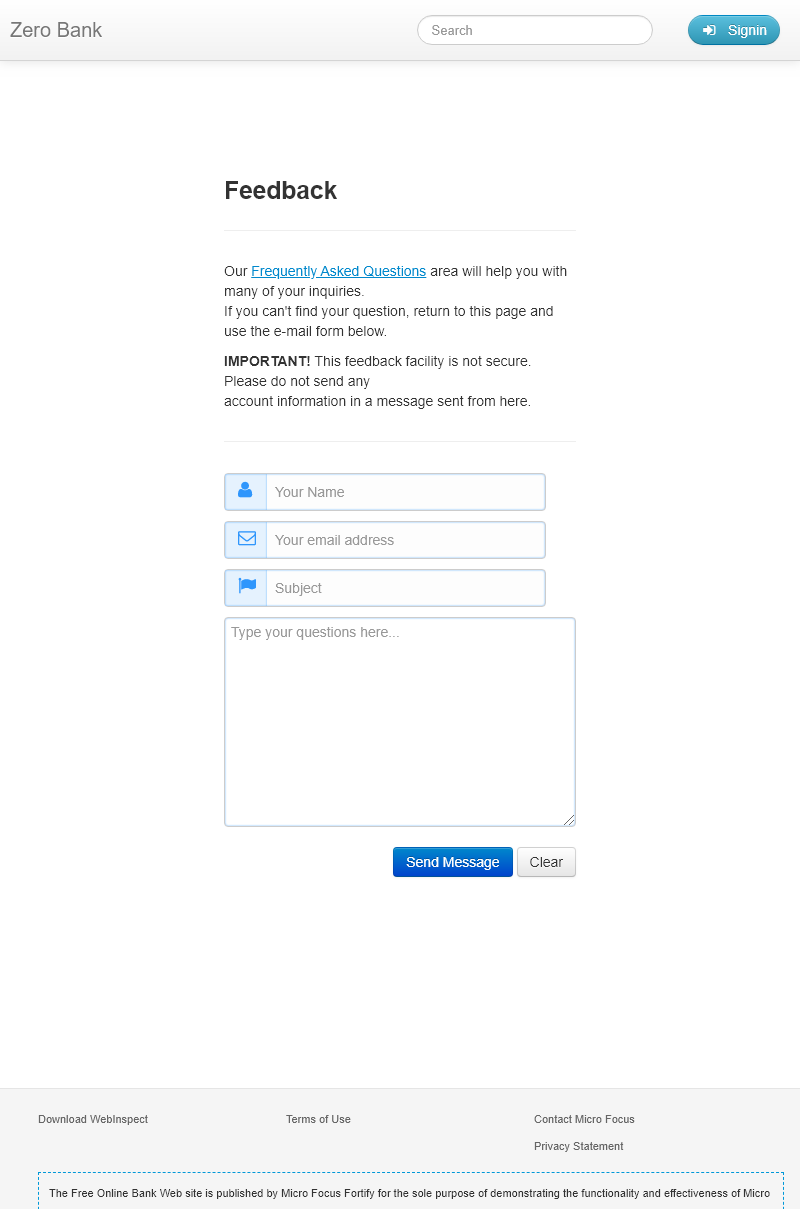 Zero Bank
Search
Signin
Feedback
Our Frequently Asked Questions area will help you with
many of your inquiries.
If you can't find your question, return to this page and
use the e-mail form below.
IMPORTANT! This feedback facility is not secure.
Please do not send any
account information in a message sent from here.
Your Name
Your email address
Subject
Type your questions here...
Send Message
Clear
Download WebInspect
Terms of Use
Contact Micro Focus
Privacy Statement
The Free Online Bank Web site is published by Micro Focus Fortify for the sole purpose of demonstrating the functionality and effectiveness of Micro